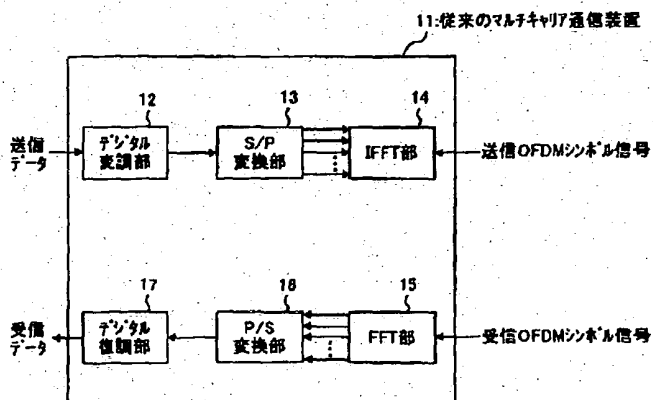 11:従来のマルチキャリア通信装置
12
13
14
送信
データ
デジタル
変調部
S/P
変換部
IFFT部
送信OFDMシンボル信号
17
16
15
受信
データ
デジタル
復調部
P/S
変換部
FFT部
受信OFDMシンボル信号